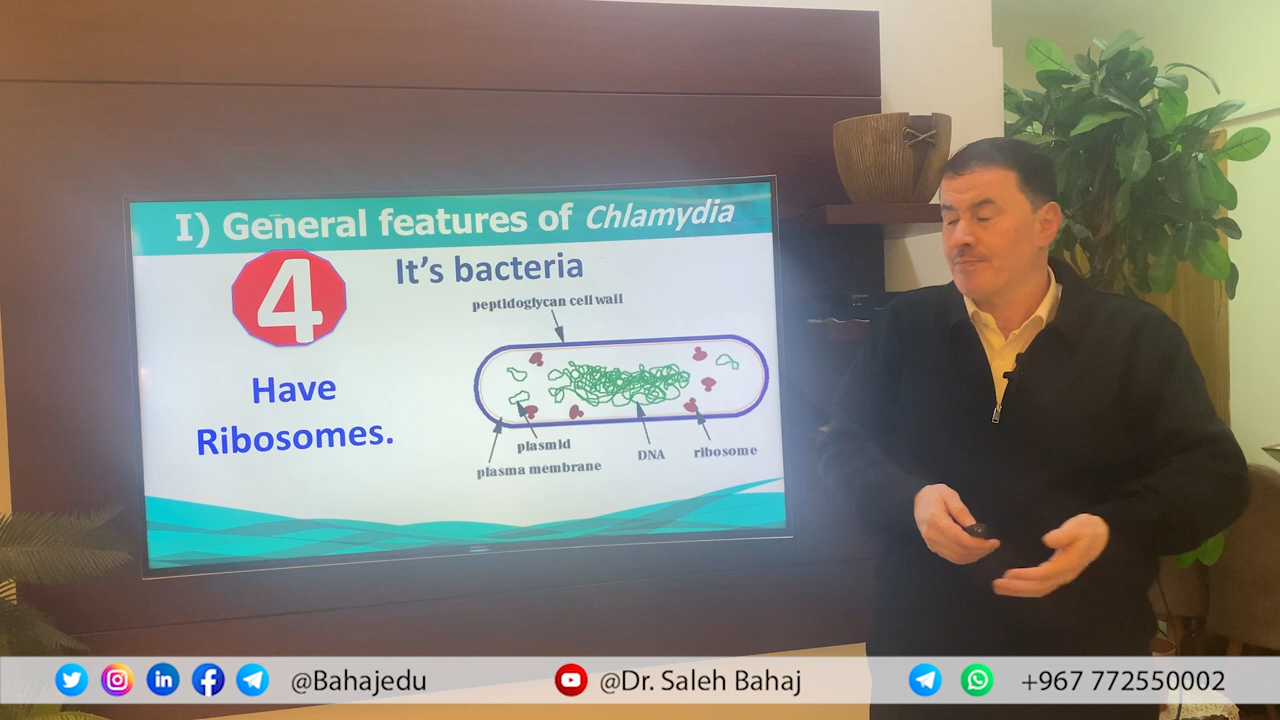 I) General features of Chlamydia
4
It's bacteria
peptidoglycan cell wall
Have
Ribosomes.
plasmid
plasma membrane
DNA
ribosome
@Bahajedu
@Dr. Saleh Bahaj
+967 772550002